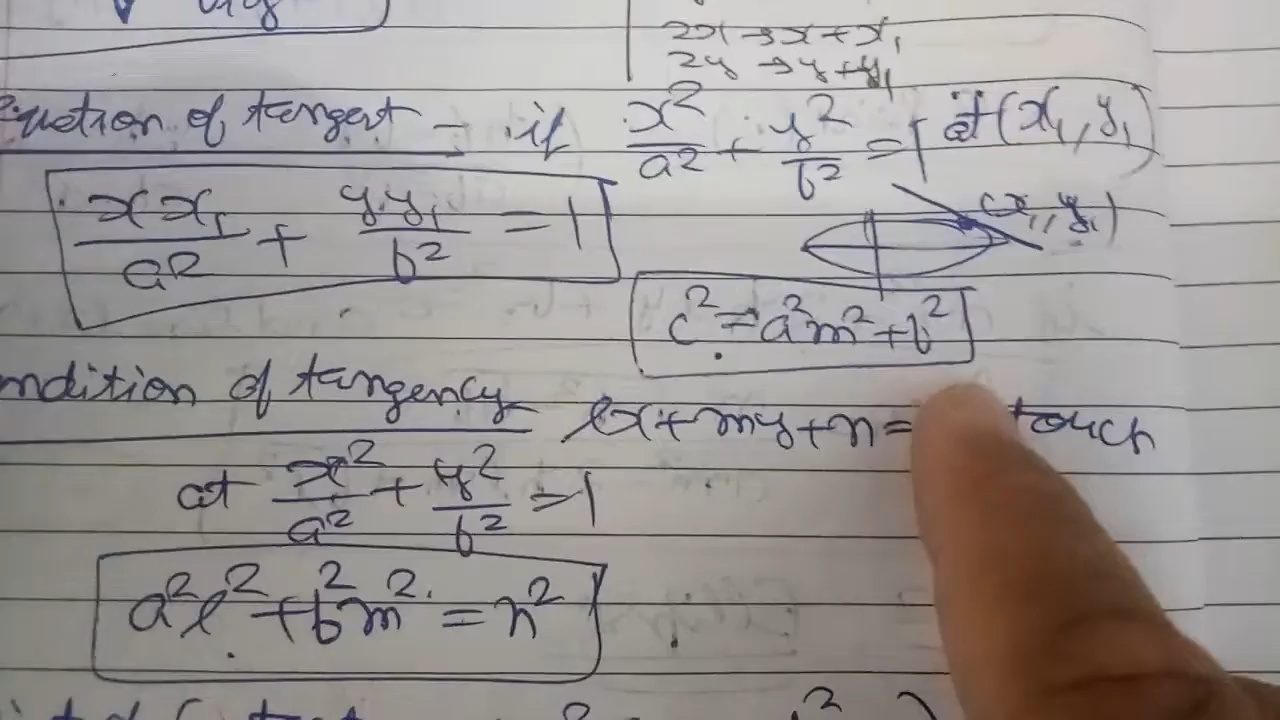 2x → x + x₁
2y → y + y₁
equation of tangent - if x²/a² + y²/b² = 1 at (x₁, y₁)
xx₁/a² + yy₁/b² = 1
(x₁, y₁)
c² = a²m² + b²
ondition of tangency lx + my + n = touch
at x²/a² + y²/b² = 1
a²l² + b²m² = n²